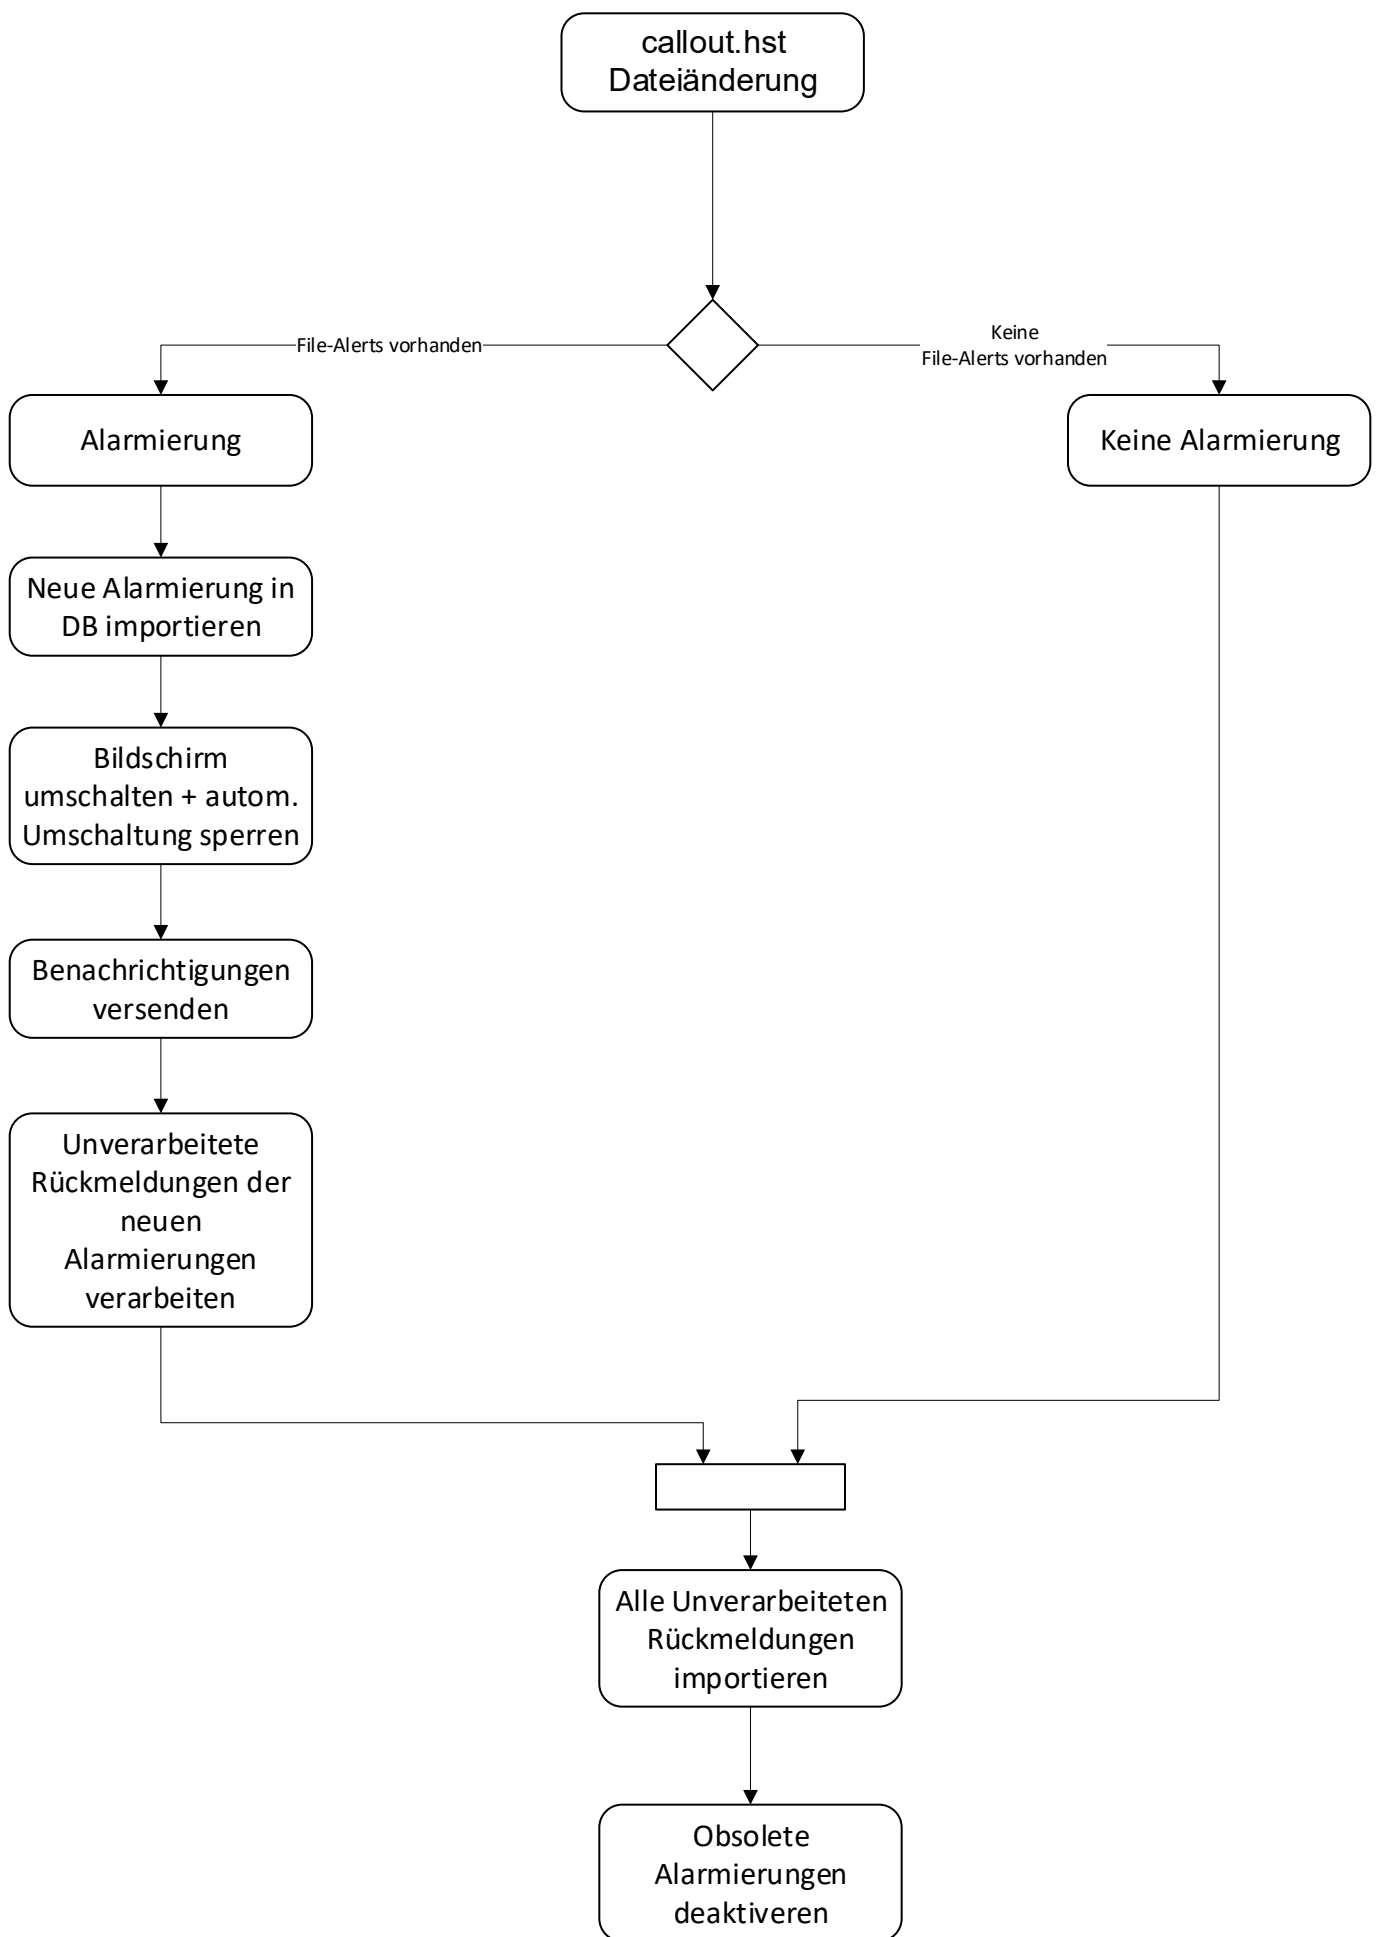 callout.hst
Dateiänderung
File-Alerts vorhanden
Keine
File-Alerts vorhanden
Alarmierung
Keine Alarmierung
Neue Alarmierung in
DB importieren
Bildschirm
umschalten + autom.
Umschaltung sperren
Benachrichtigungen
versenden
Unverarbeitete
Rückmeldungen der
neuen
Alarmierungen
verarbeiten
Alle Unverarbeiteten
Rückmeldungen
importieren
Obsolete
Alarmierungen
deaktiveren